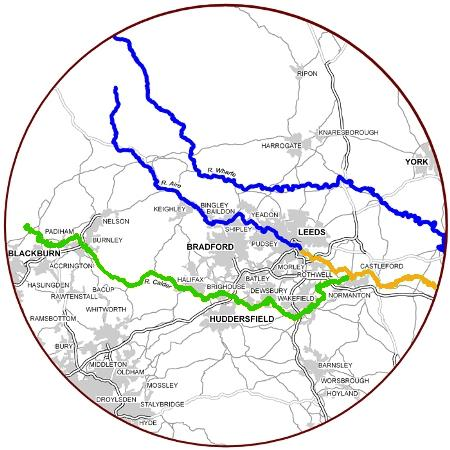 RIPON
KNARESBOROUGH
HARROGATE
YORK
R. Wharfe
R. Aire
KEIGHLEY
BINGLEY
BAILDON
YEADON
NELSON
PADIHAM
SHIPLEY
LEEDS
BURNLEY
BRADFORD
PUDSEY
BLACKBURN
ACCRINGTON
MORLEY
CASTLEFORD
ROTHWELL
HALIFAX
BATLEY
HASLINGDEN
R. Calder
BRIGHOUSE
DEWSBURY
BACUP
RAWTENSTALL
WAKEFIELD
NORMANTON
WHITWORTH
RAMSBOTTOM
HUDDERSFIELD
BURY
MIDDLETON
OLDHAM
BARNSLEY
MOSSLEY
WORSBROUGH
HOYLAND
DROYLSDEN
STALYBRIDGE
HYDE